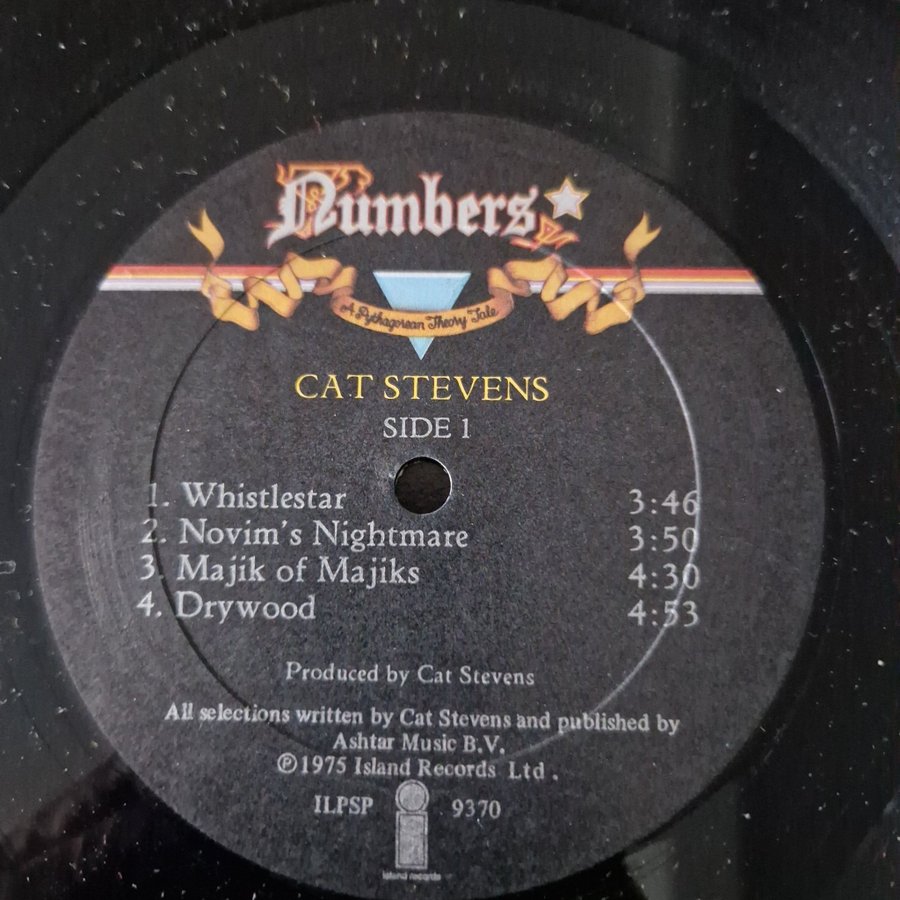 Numbers
A Pythagorean Theory Tale
CAT STEVENS
SIDE 1
1. Whistlestar 3:46
2. Novim's Nightmare 3:50
3. Majik of Majiks 4:30
4. Drywood 4:53
Produced by Cat Stevens
All selections written by Cat Stevens and published by
Ashtar Music B.V.
℗1975 Island Records Ltd.
ILPSP 9370
island records